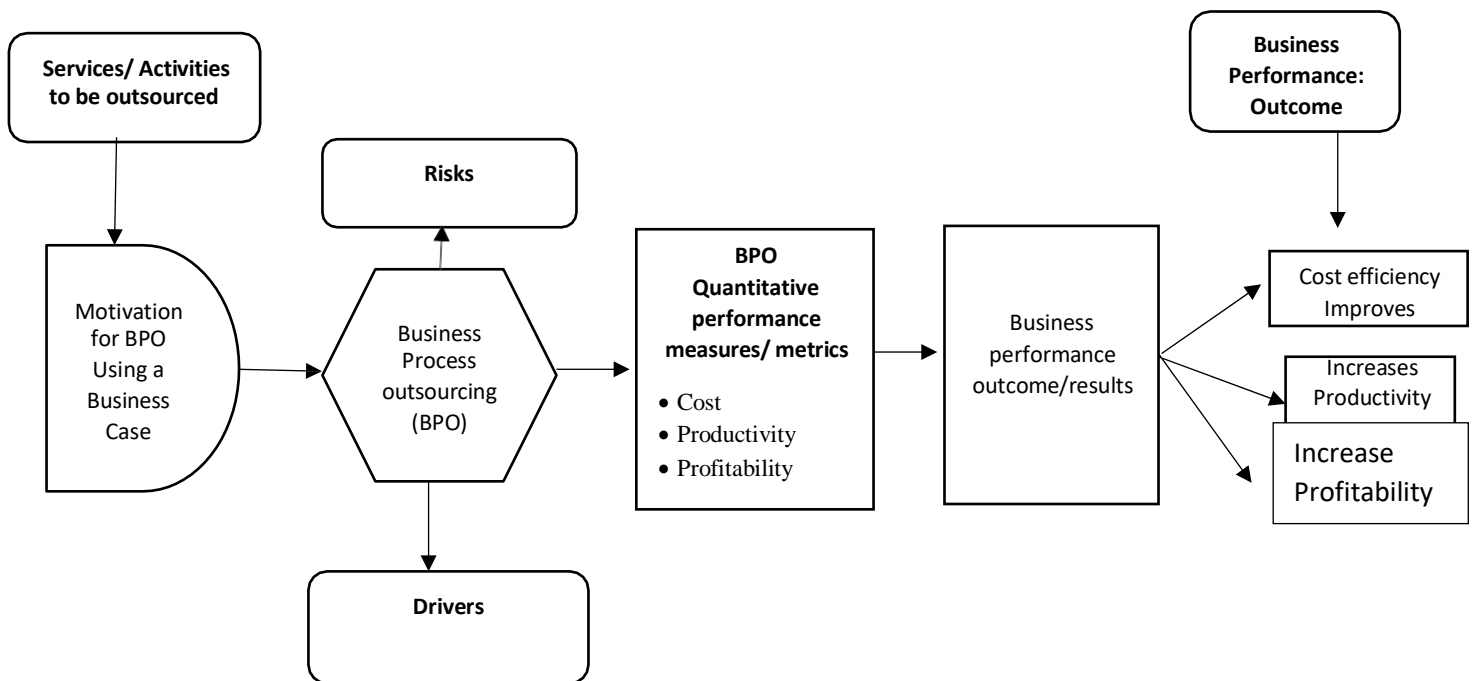 Services/ Activities
to be outsourced
Business
Performance:
Outcome
Risks
Motivation
for BPO
Using a
Business
Case
Business
Process
outsourcing
(BPO)
BPO
Quantitative
performance
measures/ metrics
• Cost
• Productivity
• Profitability
Business
performance
outcome/results
Cost efficiency
Improves
Increases
Productivity
Increase
Profitability
Drivers